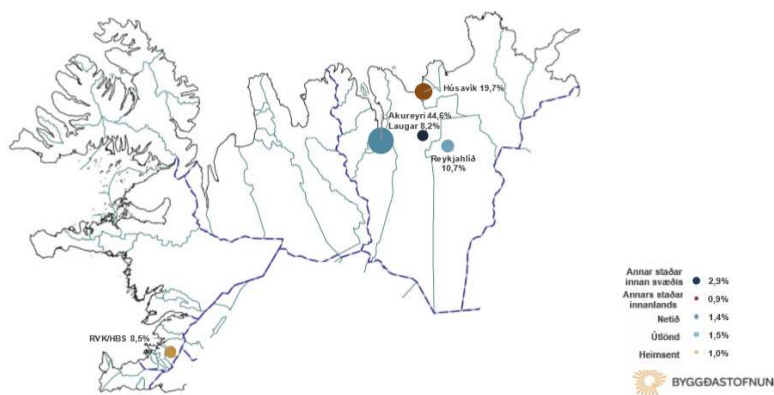 Húsavík 19,7%
Akureyri 44,6%
Laugar 8,2%
Reykjahlíð
10,7%
RVK/HBS 8,5%
Annar staðar
innan svæðis 2,9%
Annars staðar
innanlands 0,9%
Netið 1,4%
Útlönd 1,5%
Heimsent 1,0%
BYGGÐASTOFNUN